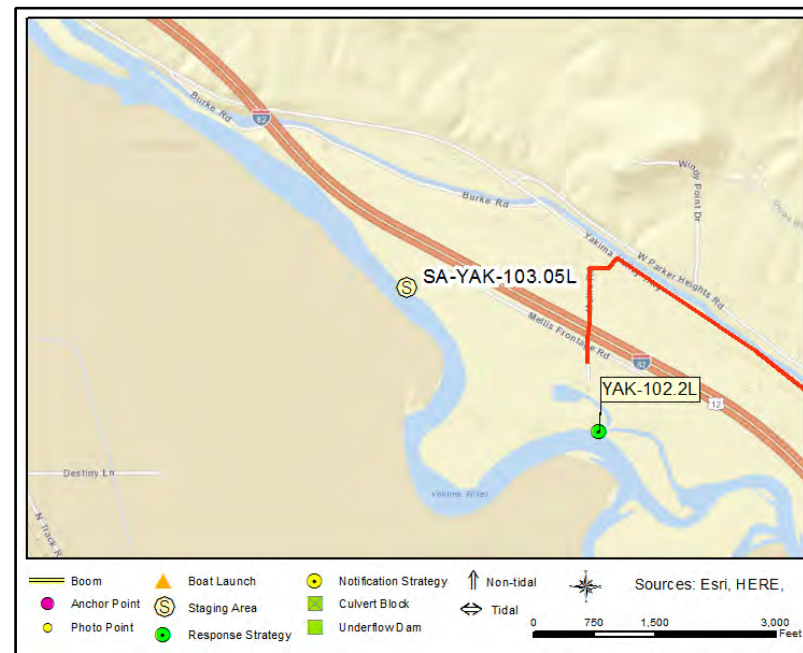 Burke Rd
82
Burke Rd
Windy Point Dr
W Parker Heights Rd
Yakima
SA-YAK-103.05L
S
Mellis Frontage Rd
82
12
YAK-102.2L
Destiny Ln
N Track R
Yakima River
Boom
Boat Launch
Notification Strategy
Non-tidal
Sources: Esri, HERE,
Anchor Point
S Staging Area
Culvert Block
Tidal
Photo Point
Response Strategy
Underflow Dam
0 750 1,500 3,000
Feet